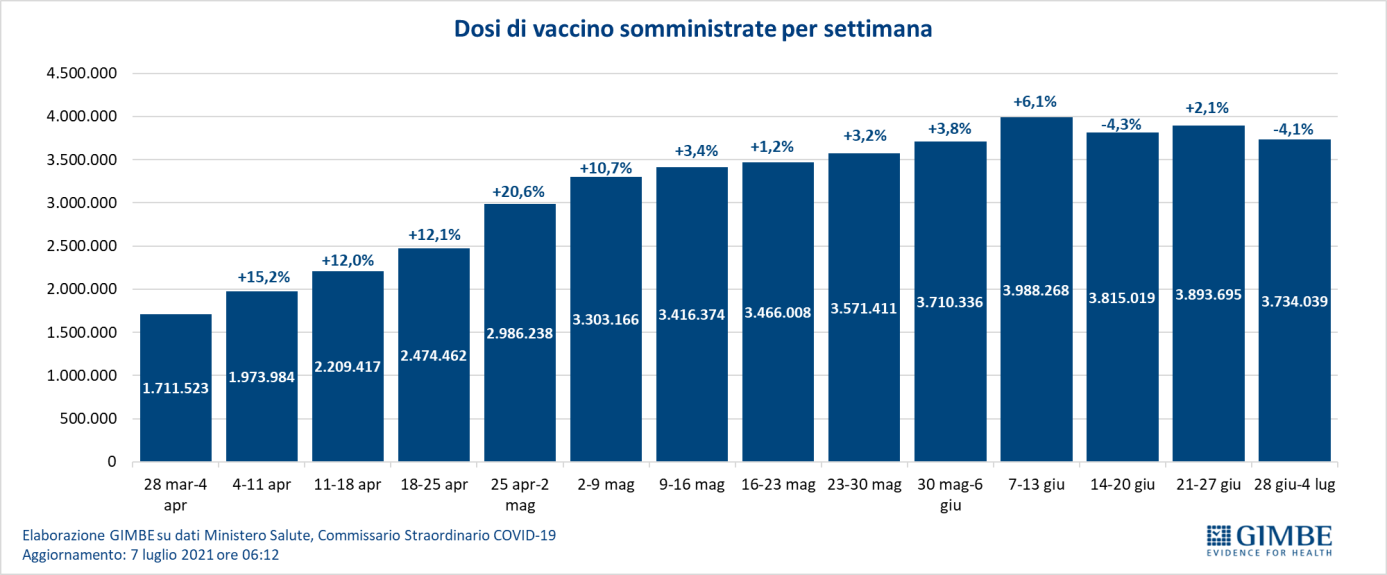 Dosi di vaccino somministrate per settimana
4.500.000
4.000.000
3.500.000
3.000.000
2.500.000
2.000.000
1.500.000
1.000.000
500.000
0
+15,2%
+12,0%
+12,1%
+20,6%
+10,7%
+3,4%
+1,2%
+3,2%
+3,8%
+6,1%
-4,3%
+2,1%
-4,1%
1.711.523
1.973.984
2.209.417
2.474.462
2.986.238
3.303.166
3.416.374
3.466.008
3.571.411
3.710.336
3.988.268
3.815.019
3.893.695
3.734.039
28 mar-4
apr
4-11 apr
11-18 apr
18-25 apr
25 apr-2
mag
2-9 mag
9-16 mag
16-23 mag
23-30 mag
30 mag-6
giu
7-13 giu
14-20 giu
21-27 giu
28 giu-4 lug
Elaborazione GIMBE su dati Ministero Salute, Commissario Straordinario COVID-19
Aggiornamento: 7 luglio 2021 ore 06:12
GIMBE
EVIDENCE FOR HEALTH